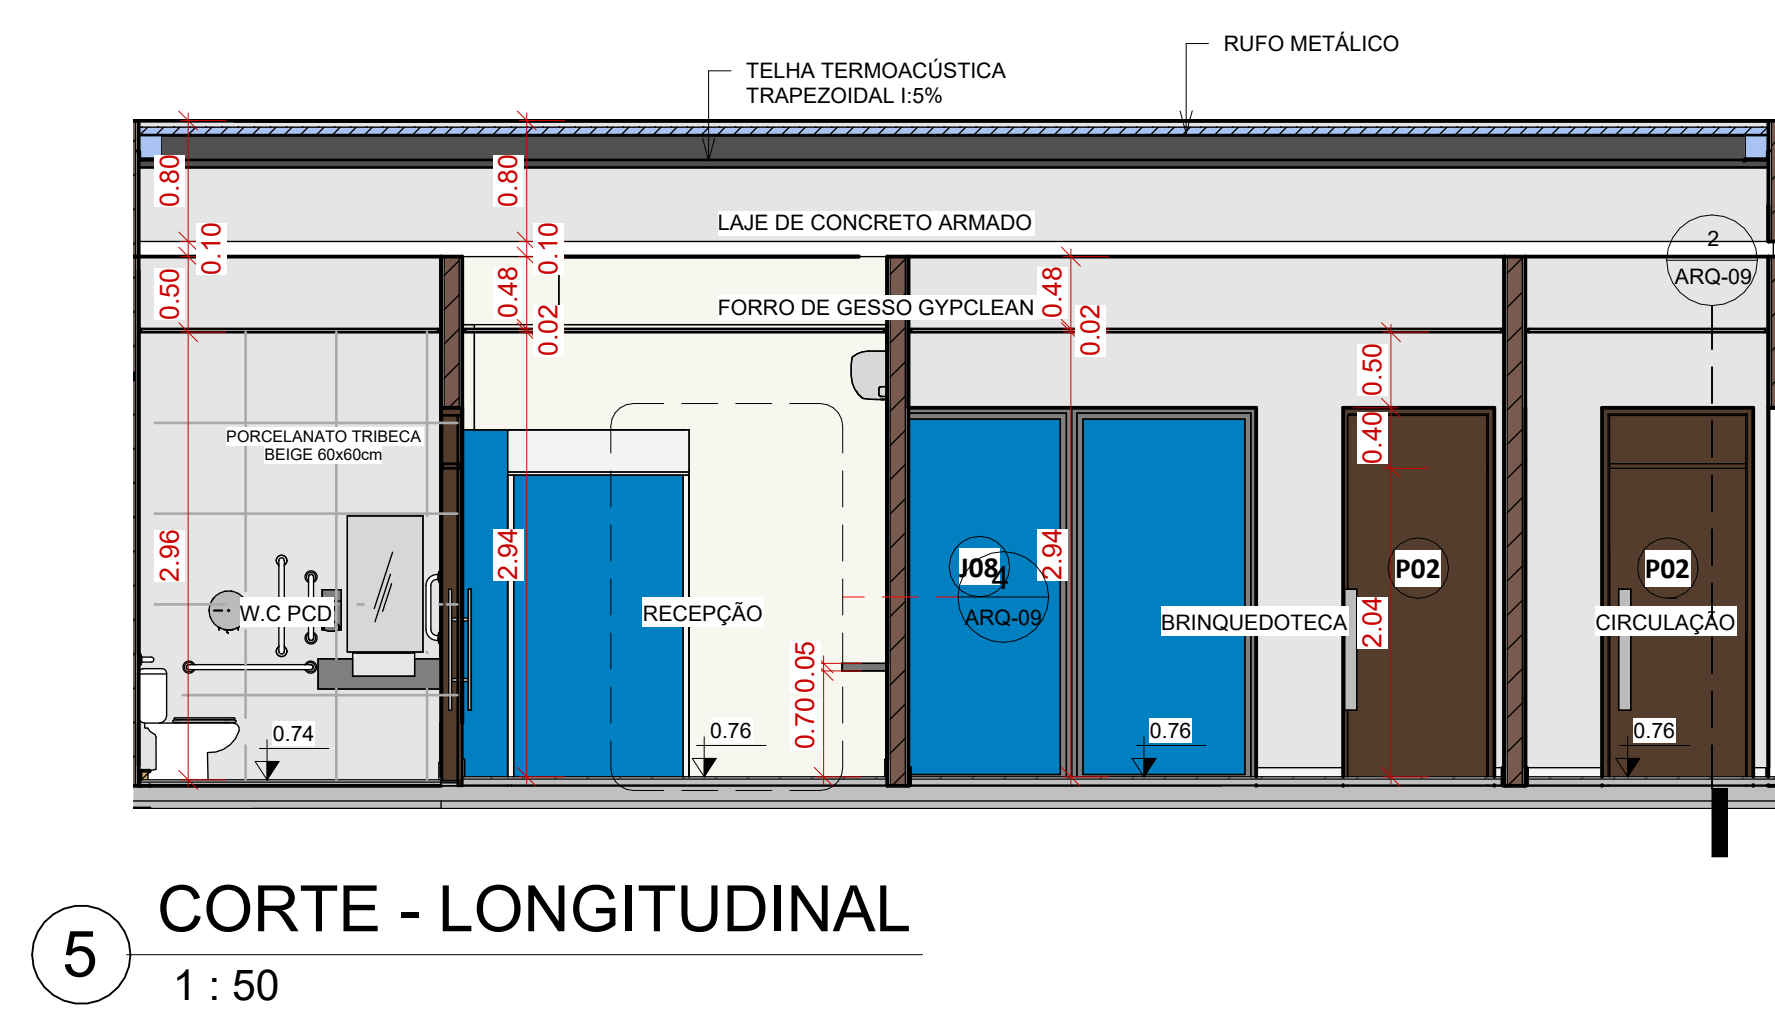 RUFO METÁLICO
TELHA TERMOACÚSTICA
TRAPEZOIDAL I:5%
0.80
0.80
0.10
0.10
LAJE DE CONCRETO ARMADO
2
ARQ-09
0.50
0.48
0.02
FORRO DE GESSO GYPCLEAN
0.48
0.02
0.50
0.40
PORCELANATO TRIBECA
BEIGE 60x60cm
2.96
2.94
2.94
J08
4
ARQ-09
P02
P02
W.C PCD
RECEPÇÃO
BRINQUEDOTECA
2.04
CIRCULAÇÃO
0.05
0.70
0.74
0.76
0.76
0.76
5
CORTE - LONGITUDINAL
1 : 50